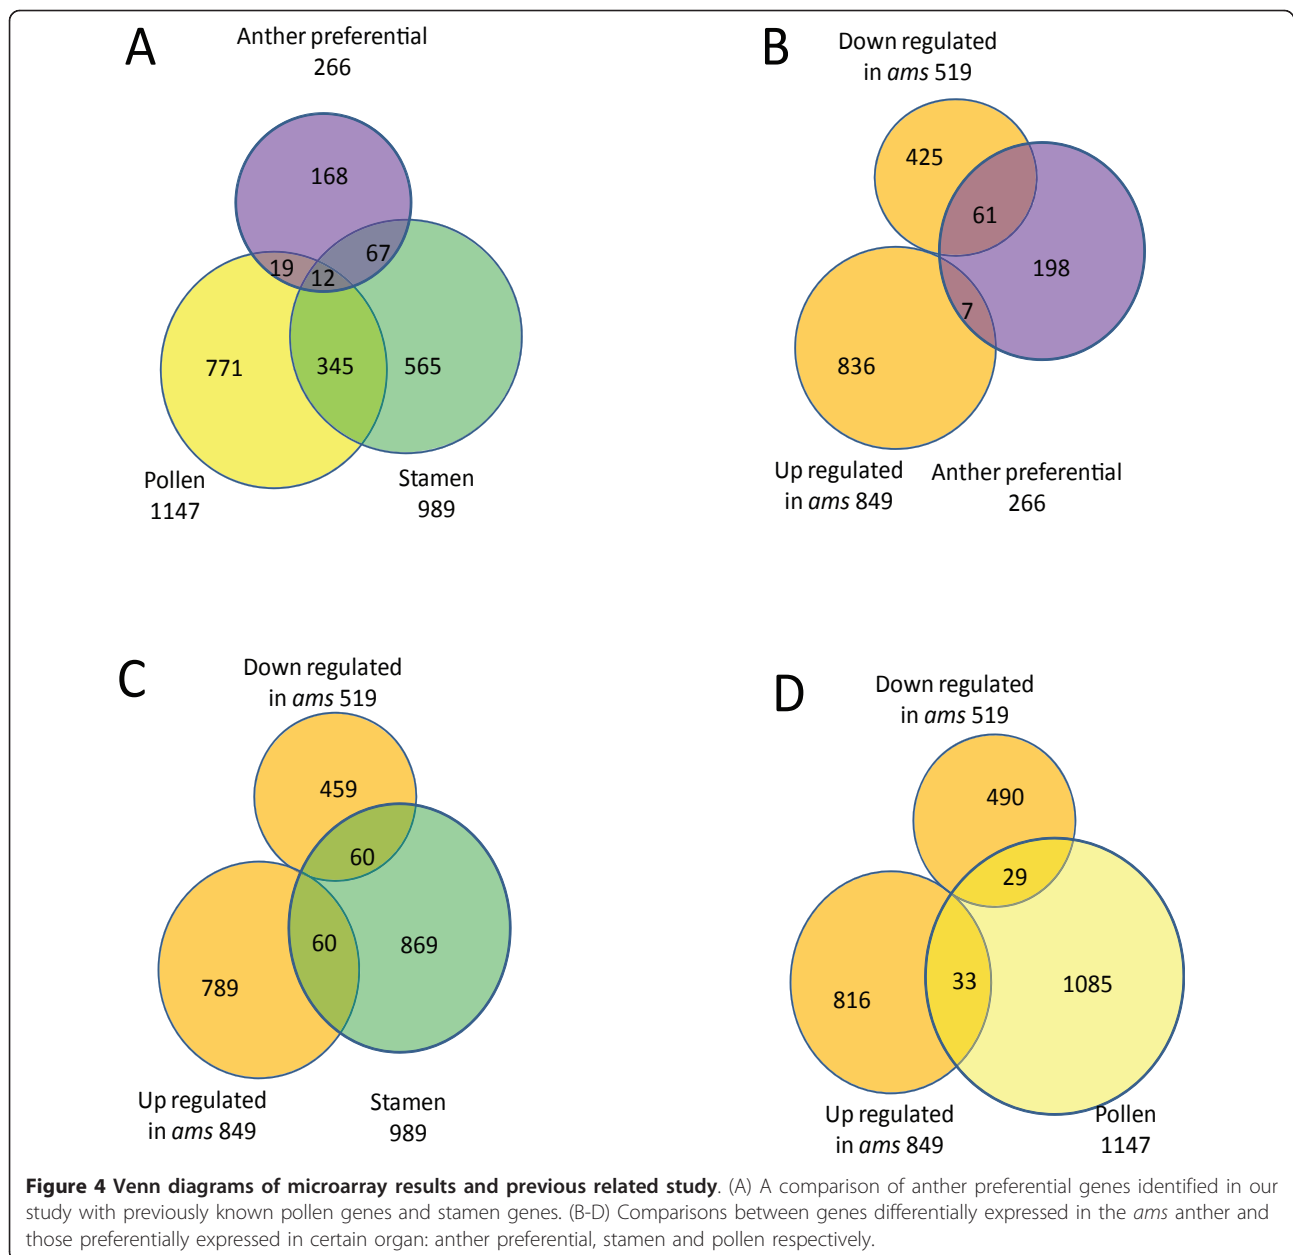 A
Anther preferential
266
168
19
12
67
771
345
565
Pollen
1147
Stamen
989
B
Down regulated
in ams 519
425
61
198
7
836
Up regulated
in ams 849
Anther preferential
266
C
Down regulated
in ams 519
459
60
60
869
789
Up regulated
in ams 849
Stamen
989
D
Down regulated
in ams 519
490
29
33
1085
816
Up regulated
in ams 849
Pollen
1147
Figure 4 Venn diagrams of microarray results and previous related study. (A) A comparison of anther preferential genes identified in our
study with previously known pollen genes and stamen genes. (B-D) Comparisons between genes differentially expressed in the ams anther and
those preferentially expressed in certain organ: anther preferential, stamen and pollen respectively.